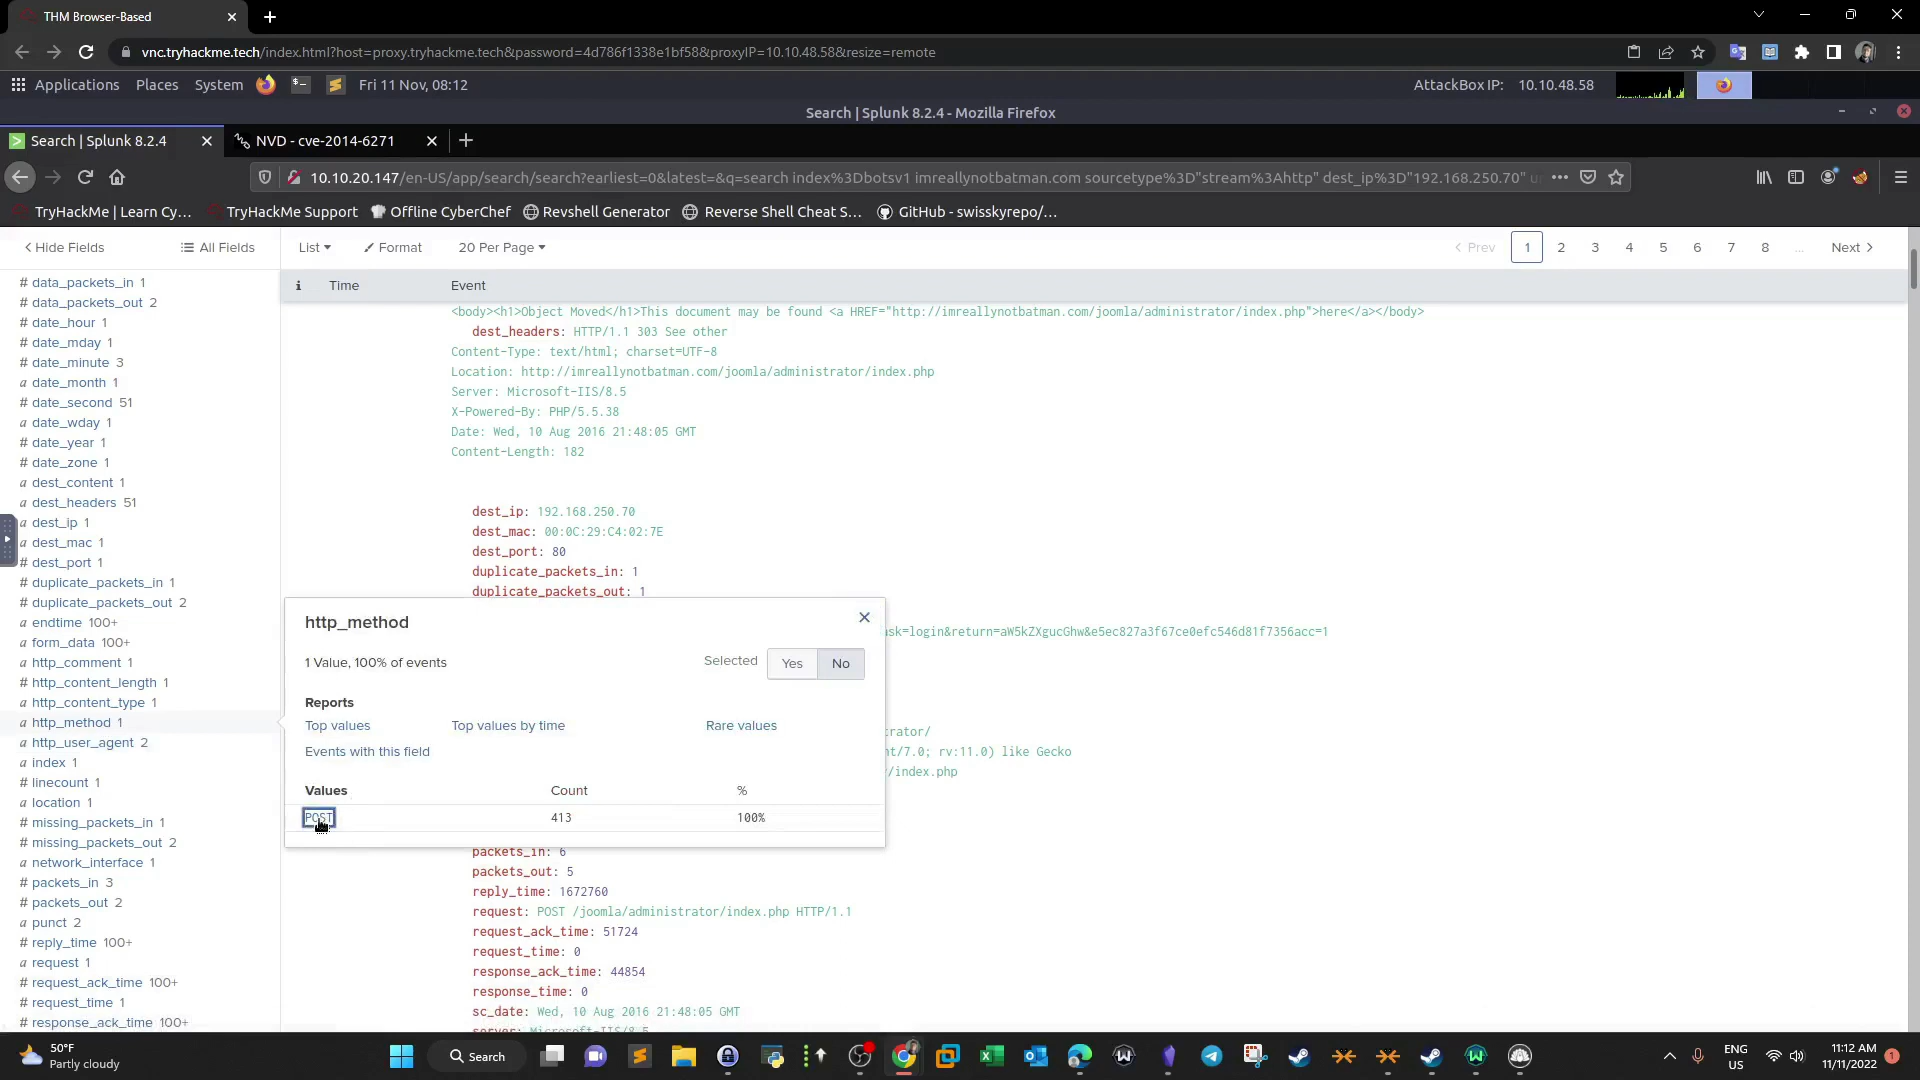 THM Browser-Based
vnc.tryhackme.tech/index.html?host=proxy.tryhackme.tech&password=4d786f1338e1bf58&proxyIP=10.10.48.58&resize=remote
Applications Places System Fri 11 Nov, 08:12 AttackBox IP: 10.10.48.58
Search | Splunk 8.2.4 - Mozilla Firefox
Search | Splunk 8.2.4 NVD - cve-2014-6271
10.10.20.147/en-US/app/search/search?earliest=0&latest=&q=search index%3Dbotsv1 imreallynotbatman.com sourcetype%3D"stream%3Ahttp" dest_ip%3D"192.168.250.70"
TryHackMe | Learn Cy… TryHackMe Support Offline CyberChef Revshell Generator Reverse Shell Cheat S… GitHub - swisskyrepo/…
Hide Fields All Fields List Format 20 Per Page Prev 1 2 3 4 5 6 7 8 ... Next
i Time Event
# data_packets_in 1
# data_packets_out 2
# date_hour 1
# date_mday 1
# date_minute 3
a date_month 1
# date_second 51
a date_wday 1
# date_year 1
# date_zone 1
a dest_content 1
a dest_headers 51
a dest_ip 1
a dest_mac 1
# dest_port 1
# duplicate_packets_in 1
# duplicate_packets_out 2
a endtime 100+
a form_data 100+
a http_comment 1
# http_content_length 1
a http_content_type 1
a http_method 1
a http_user_agent 2
a index 1
# linecount 1
a location 1
# missing_packets_in 1
# missing_packets_out 2
a network_interface 1
# packets_in 3
# packets_out 2
a punct 2
# reply_time 100+
a request 1
# request_ack_time 100+
# request_time 1
# response_ack_time 100+
<body><h1>Object Moved</h1>This document may be found <a HREF="http://imreallynotbatman.com/joomla/administrator/index.php">here</a></body>
dest_headers: HTTP/1.1 303 See other
Content-Type: text/html; charset=UTF-8
Location: http://imreallynotbatman.com/joomla/administrator/index.php
Server: Microsoft-IIS/8.5
X-Powered-By: PHP/5.5.38
Date: Wed, 10 Aug 2016 21:48:05 GMT
Content-Length: 182
dest_ip: 192.168.250.70
dest_mac: 00:0C:29:C4:02:7E
dest_port: 80
duplicate_packets_in: 1
duplicate_packets_out: 1
ask=login&return=aW5kZXgucGhw&e5ec827a3f67ce0efc546d81f7356acc=1
http_method
1 Value, 100% of events Selected Yes No
Reports
Top values Top values by time Rare values
Events with this field
Values Count %
POST 413 100%
rator/
nt/7.0; rv:11.0) like Gecko
/index.php
packets_in: 6
packets_out: 5
reply_time: 1672760
request: POST /joomla/administrator/index.php HTTP/1.1
request_ack_time: 51724
request_time: 0
response_ack_time: 44854
response_time: 0
sc_date: Wed, 10 Aug 2016 21:48:05 GMT
server: Microsoft-IIS/8.5
50°F
Partly cloudy
Search
ENG
US
11:12 AM
11/11/2022
1